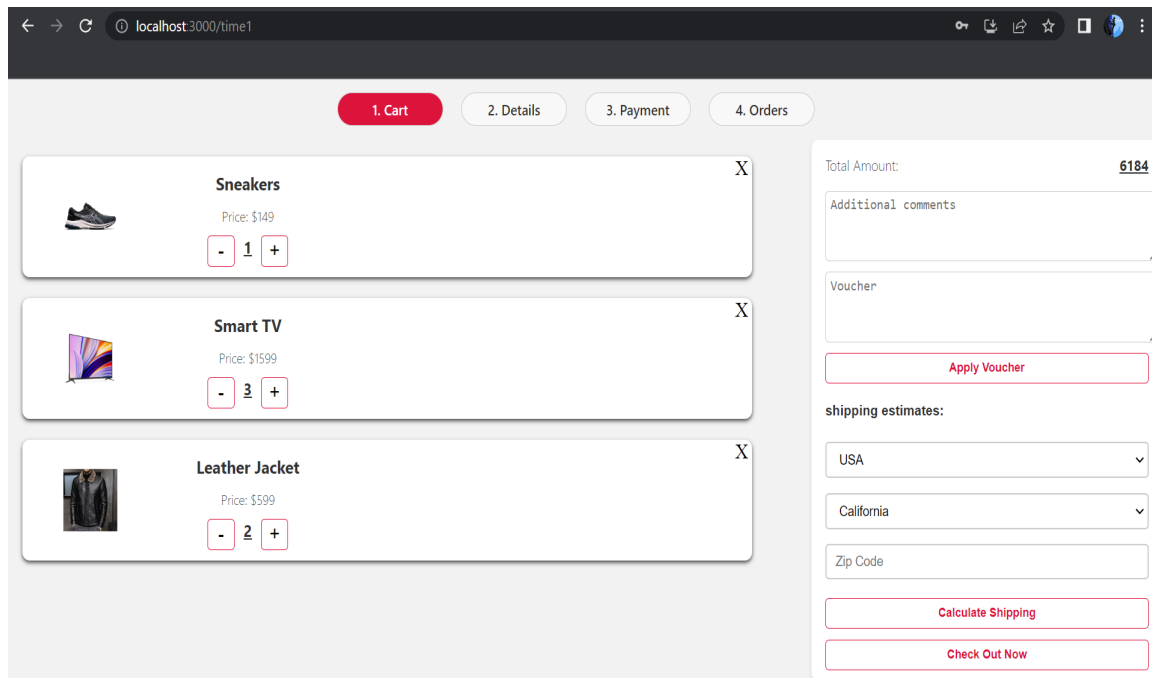 localhost:3000/time1
1. Cart
2. Details
3. Payment
4. Orders
X
Sneakers
Price: $149
- 1 +
X
Smart TV
Price: $1599
- 3 +
X
Leather Jacket
Price: $599
- 2 +
Total Amount: 6184
Additional comments
Voucher
Apply Voucher
shipping estimates:
USA
California
Zip Code
Calculate Shipping
Check Out Now